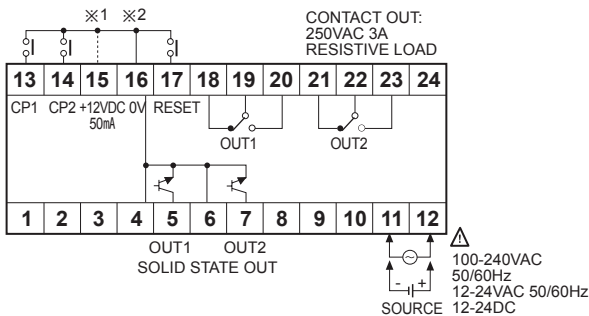 ※1 ※2
CONTACT OUT:
250VAC 3A
RESISTIVE LOAD
13 14 15 16 17 18 19 20 21 22 23 24
CP1 CP2 +12VDC 0V RESET
50mA
OUT1 OUT2
1 2 3 4 5 6 7 8 9 10 11 12
OUT1 OUT2
SOLID STATE OUT
100-240VAC
50/60Hz
12-24VAC 50/60Hz
- +
SOURCE 12-24DC